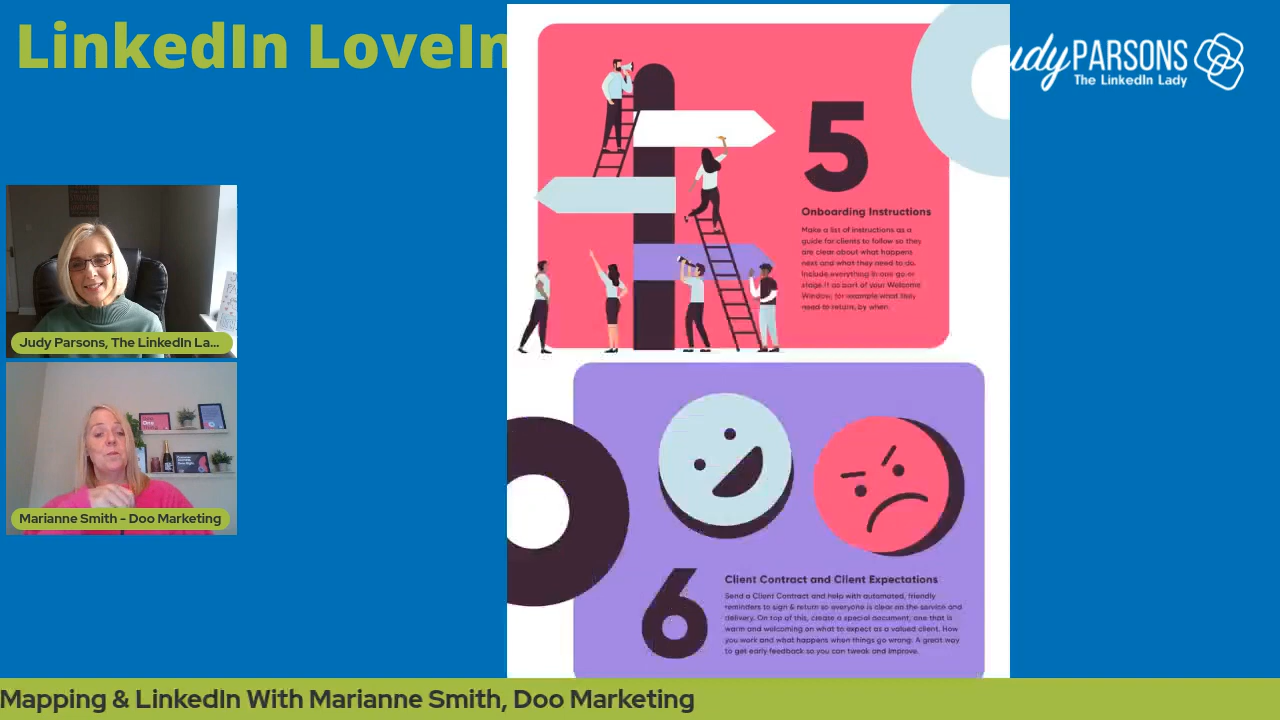 LinkedIn LoveIn
udy PARSONS
The LinkedIn Lady
5
Onboarding Instructions
Make a list of instructions as a
guide for clients to follow so they
are clear about what happens
next and what they need to do.
Include everything in one go or
stage it as part of your Welcome
Window, for example what they
need to return, by when.
Judy Parsons, The LinkedIn La...
Marianne Smith - Doo Marketing
6
Client Contract and Client Expectations
Send a Client Contract and help with automated, friendly
reminders to sign & return so everyone is clear on the service and
delivery. On top of this, create a special document, one that is
warm and welcoming on what to expect as a valued client. How
you work and what happens when things go wrong. A great way
to get early feedback so you can tweak and improve.
Mapping & LinkedIn With Marianne Smith, Doo Marketing